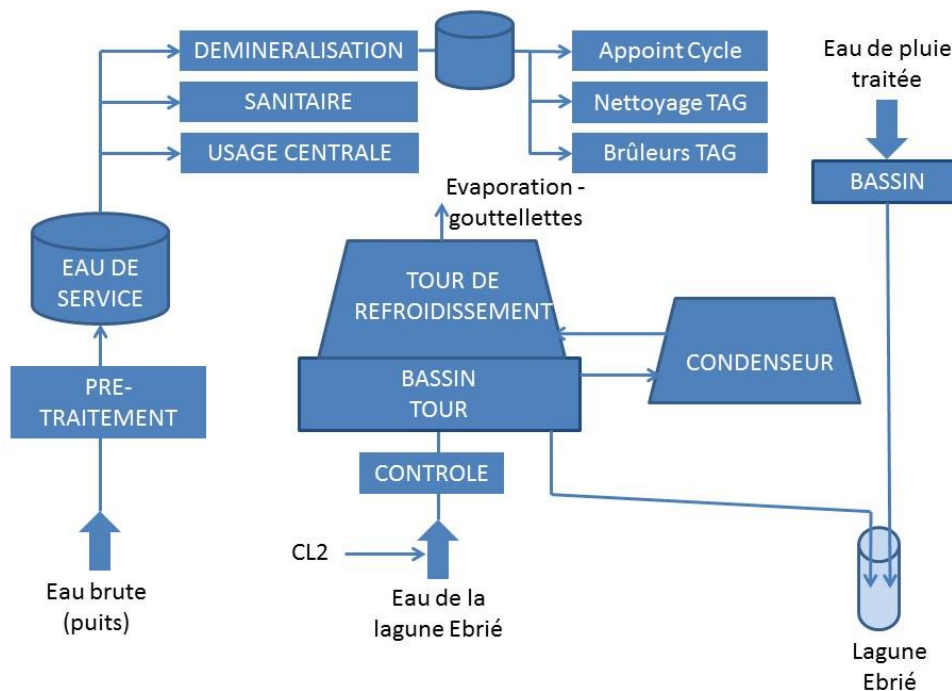 DEMINERALISATION
SANITAIRE
USAGE CENTRALE
Appoint Cycle
Nettoyage TAG
Brûleurs TAG
Eau de pluie
traitée
BASSIN
Evaporation -
gouttellettes
EAU DE
SERVICE
TOUR DE
REFROIDISSEMENT
CONDENSEUR
PRE-
TRAITEMENT
BASSIN
TOUR
CONTROLE
CL2
Eau brute
(puits)
Eau de la
lagune Ebrié
Lagune
Ebrié